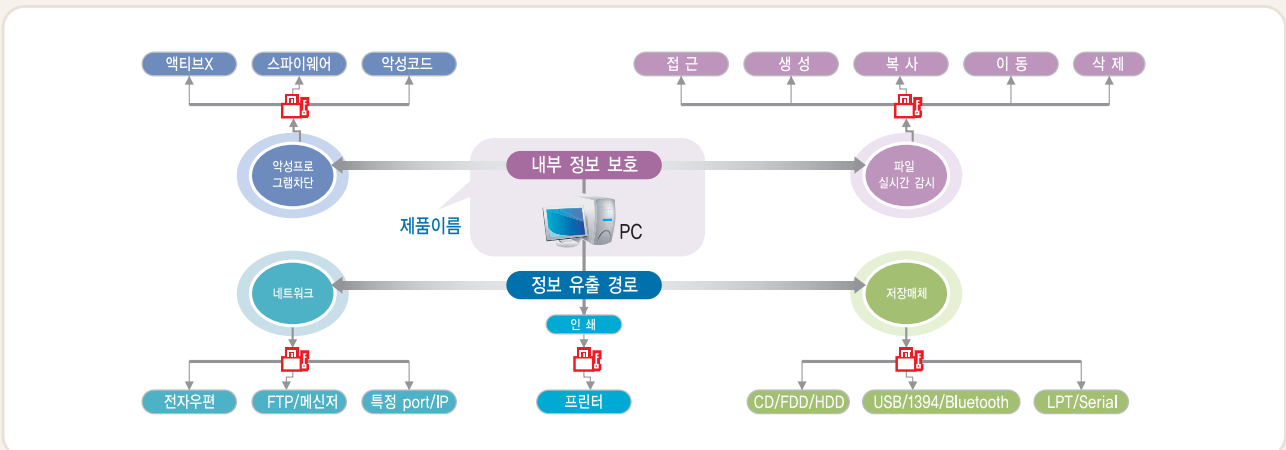 액티브X
스파이웨어
악성코드
접 근
생 성
복 사
이 동
삭 제
악성프로
그램차단
내부 정보 보호
파일
실시간 감시
제품이름
PC
네트워크
정보 유출 경로
저장매체
인 쇄
전자우편
FTP/메신저
특정 port/IP
프린터
CD/FDD/HDD
USB/1394/Bluetooth
LPT/Serial